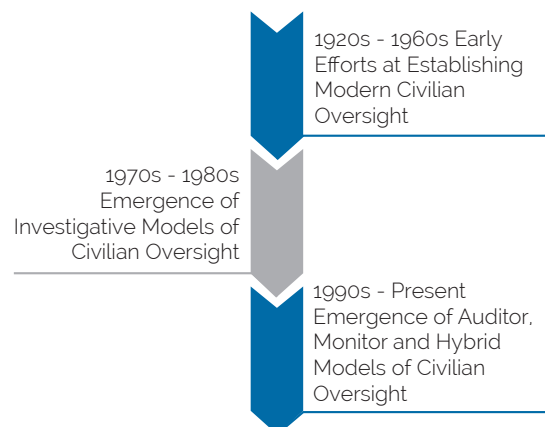 1920s - 1960s Early
Efforts at Establishing
Modern Civilian
Oversight
1970s - 1980s
Emergence of
Investigative Models of
Civilian Oversight
1990s - Present
Emergence of Auditor,
Monitor and Hybrid
Models of Civilian
Oversight